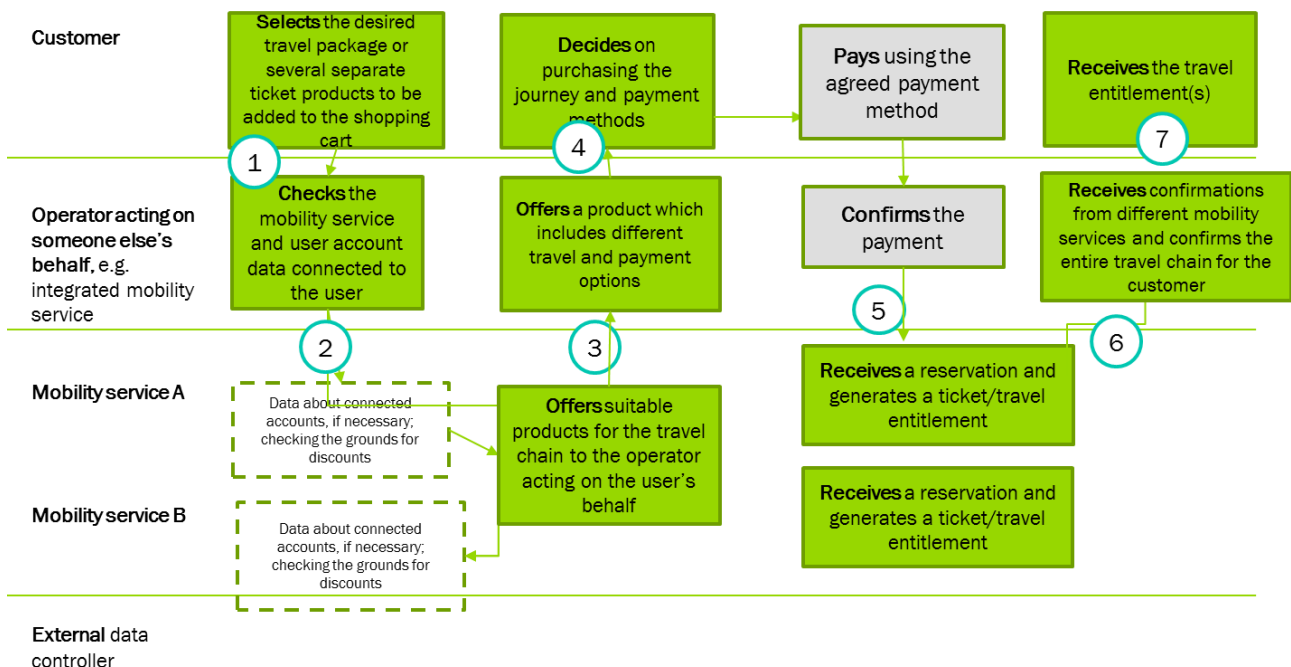 Customer
Selects the desired
travel package or
several separate
ticket products to be
added to the shopping
cart
Decides on
purchasing the
journey and payment
methods
Pays using the
agreed payment
method
Receives the travel
entitlement(s)
1
4
7
Operator acting on
someone else's
behalf, e.g.
integrated mobility
service
Checks the
mobility service
and user account
data connected to
the user
Offers a product which
includes different
travel and payment
options
Confirms the
payment
Receives confirmations
from different mobility
services and confirms the
entire travel chain for the
customer
2
3
5
6
Mobility service A
Data about connected
accounts, if necessary;
checking the grounds for
discounts
Offers suitable
products for the travel
chain to the operator
acting on the user's
behalf
Receives a reservation and
generates a ticket/travel
entitlement
Mobility service B
Data about connected
accounts, if necessary;
checking the grounds for
discounts
Receives a reservation and
generates a ticket/travel
entitlement
External data
controller